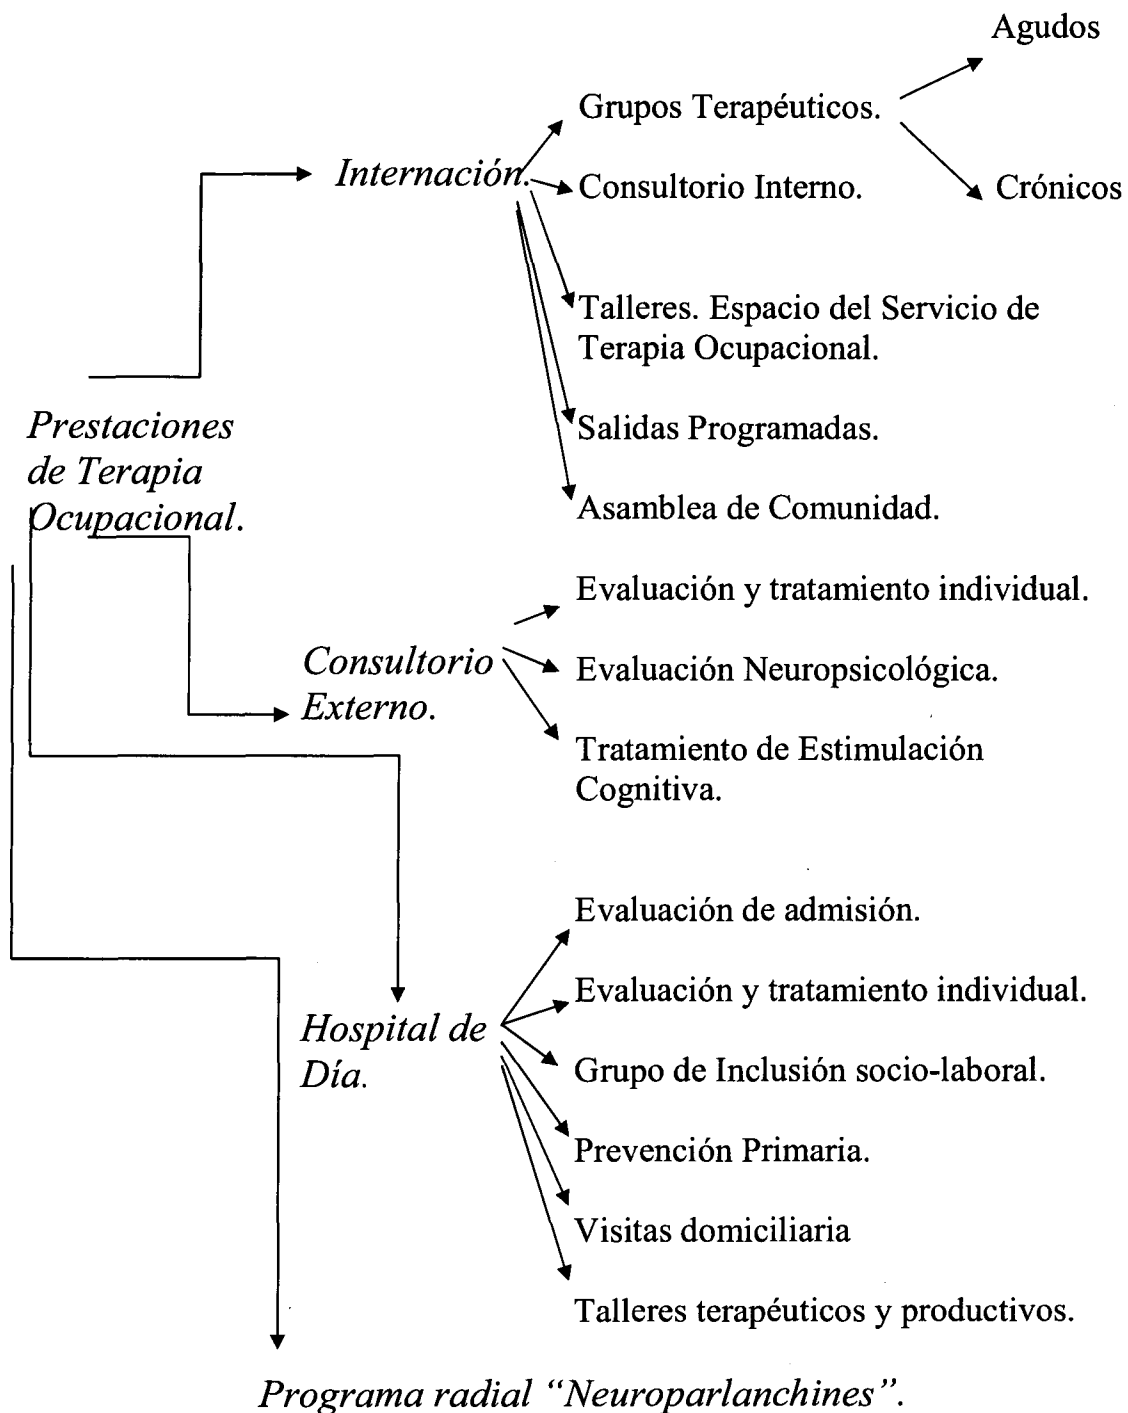 Agudos
Grupos Terapéuticos.
Internación.
Consultorio Interno.
Crónicos
Talleres. Espacio del Servicio de
Terapia Ocupacional.
Prestaciones
de Terapia
Ocupacional.
Salidas Programadas.
Asamblea de Comunidad.
Evaluación y tratamiento individual.
Consultorio
Externo.
Evaluación Neuropsicológica.
Tratamiento de Estimulación
Cognitiva.
Evaluación de admisión.
Evaluación y tratamiento individual.
Hospital de
Día.
Grupo de Inclusión socio-laboral.
Prevención Primaria.
Visitas domiciliaria
Talleres terapéuticos y productivos.
Programa radial “Neuroparlanchines”.